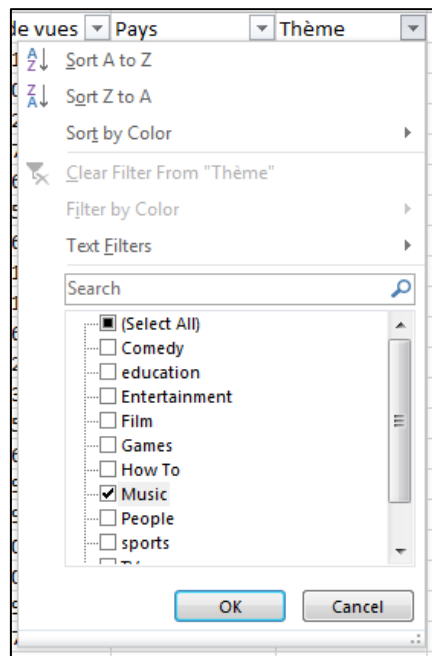 de vues Pays Thème
Sort A to Z
Sort Z to A
Sort by Color
Clear Filter From "Thème"
Filter by Color
Text Filters
Search
(Select All)
Comedy
education
Entertainment
Film
Games
How To
Music
People
sports
OK Cancel